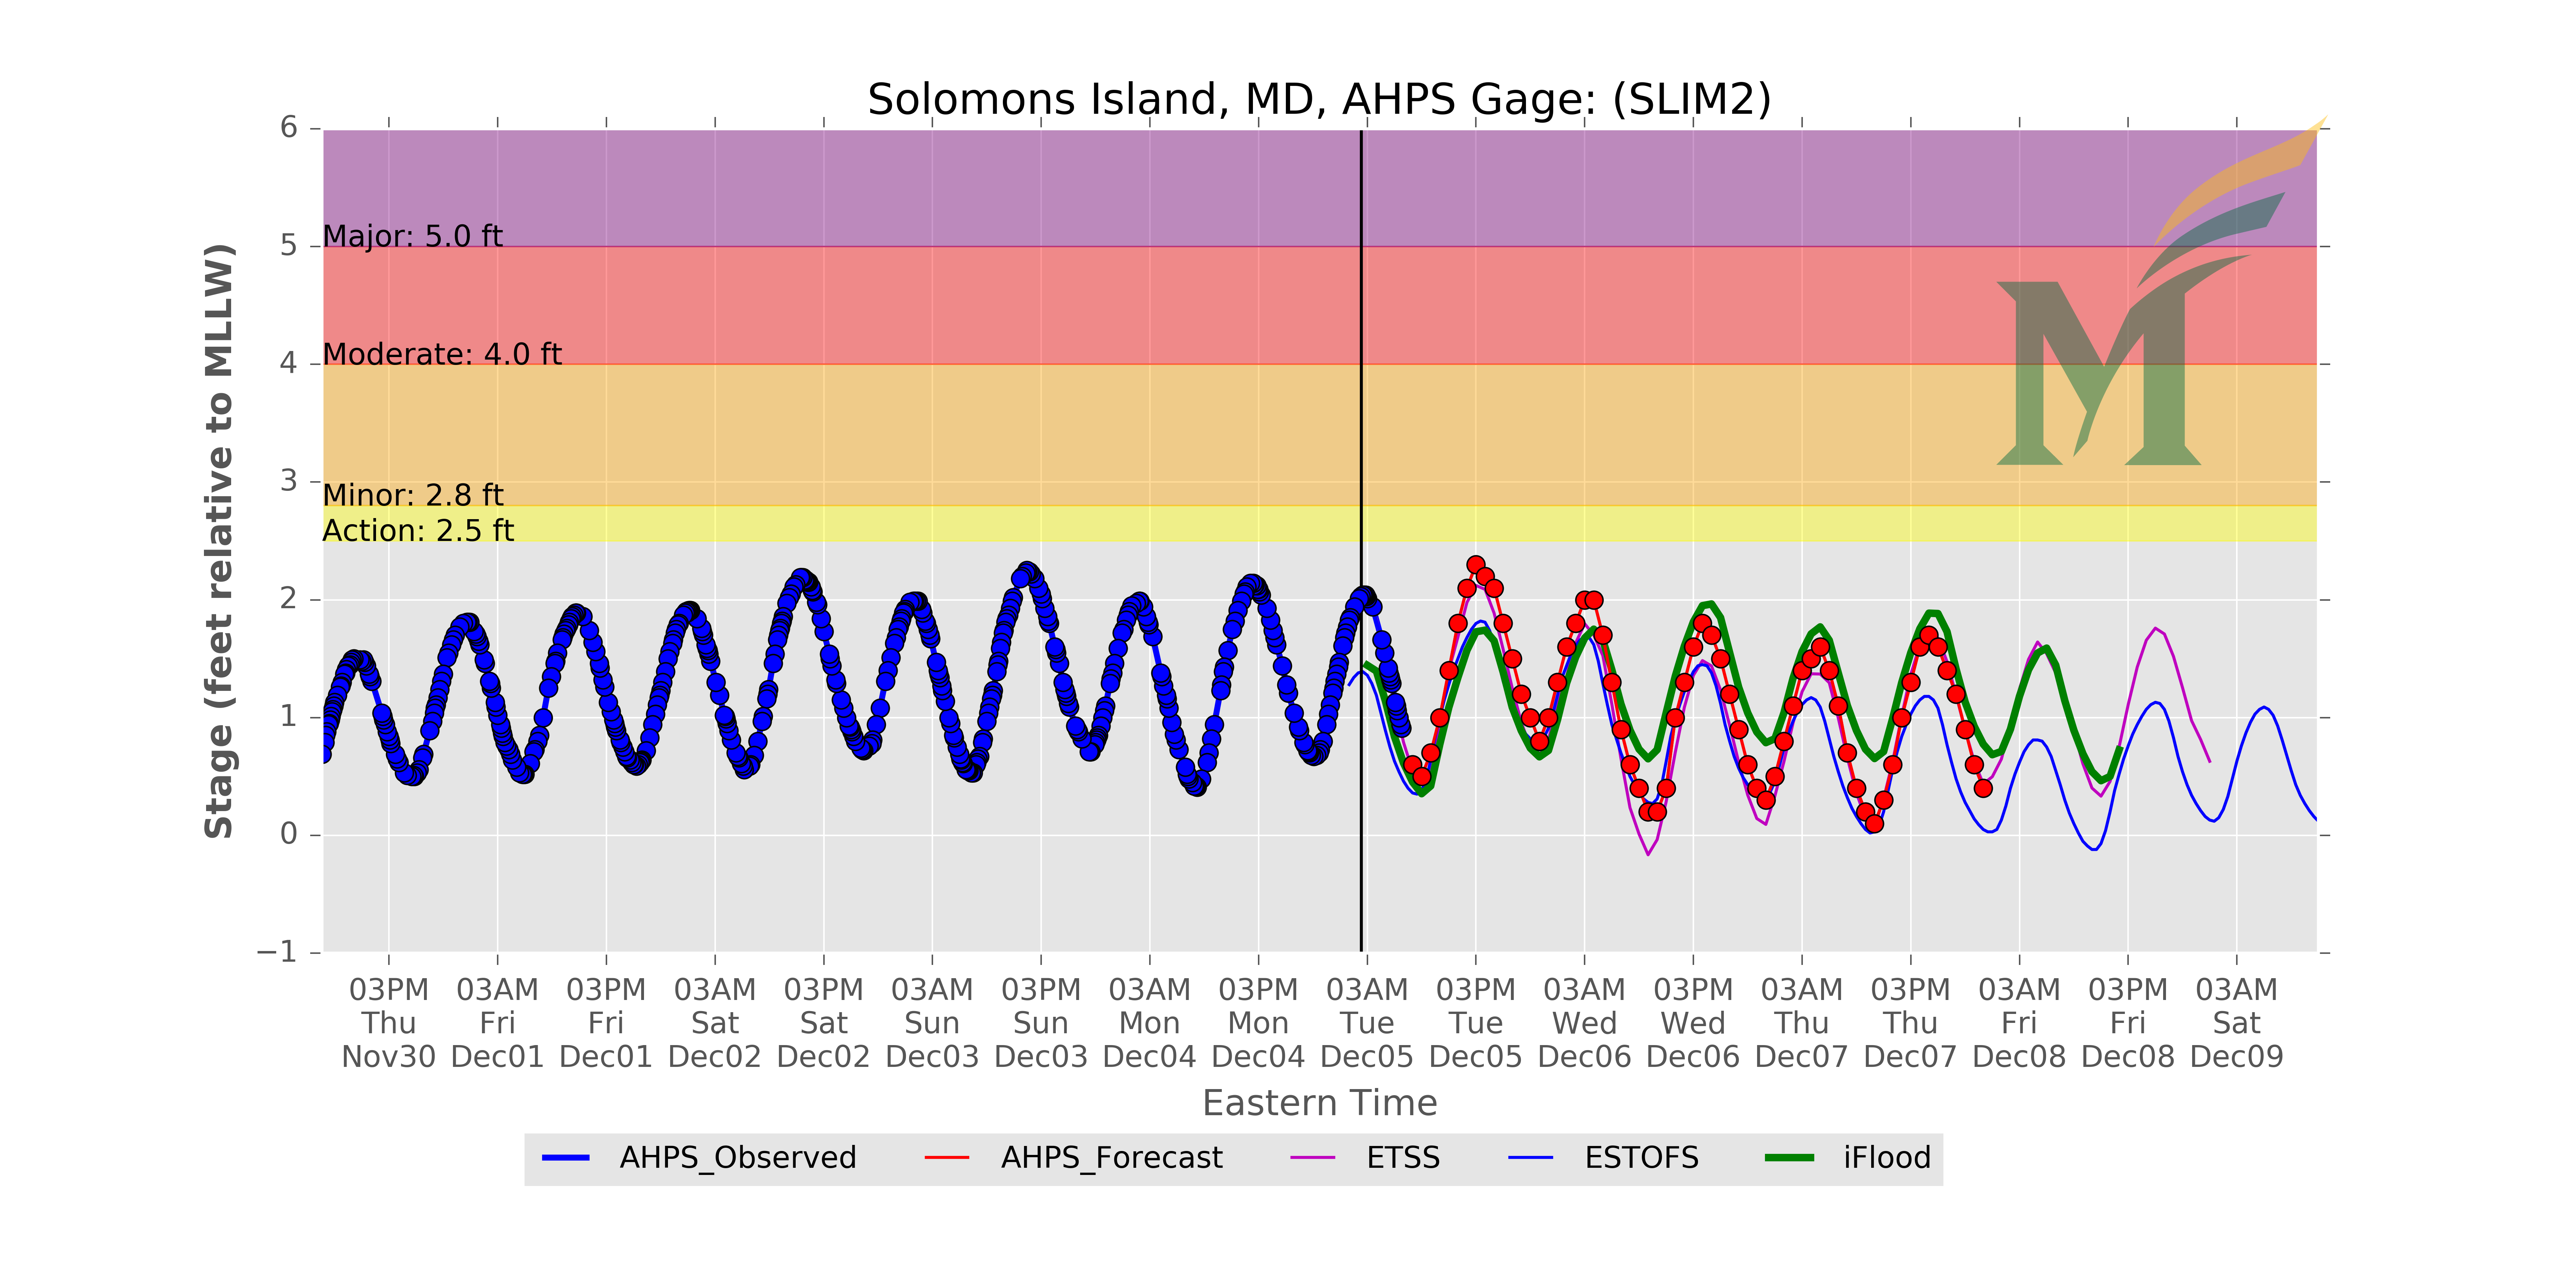 Solomons Island, MD, AHPS Gage: (SLIM2)
Stage (feet relative to MLLW)
6
5
4
3
2
1
0
−1
Major: 5.0 ft
Moderate: 4.0 ft
Minor: 2.8 ft
Action: 2.5 ft
M
03PM 03AM 03PM 03AM 03PM 03AM 03PM 03AM 03PM 03AM 03PM 03AM 03PM 03AM 03PM 03AM 03PM 03AM
Thu Fri Fri Sat Sat Sun Sun Mon Mon Tue Tue Wed Wed Thu Thu Fri Fri Sat
Nov30 Dec01 Dec01 Dec02 Dec02 Dec03 Dec03 Dec04 Dec04 Dec05 Dec05 Dec06 Dec06 Dec07 Dec07 Dec08 Dec08 Dec09
Eastern Time
AHPS_Observed AHPS_Forecast ETSS ESTOFS iFlood